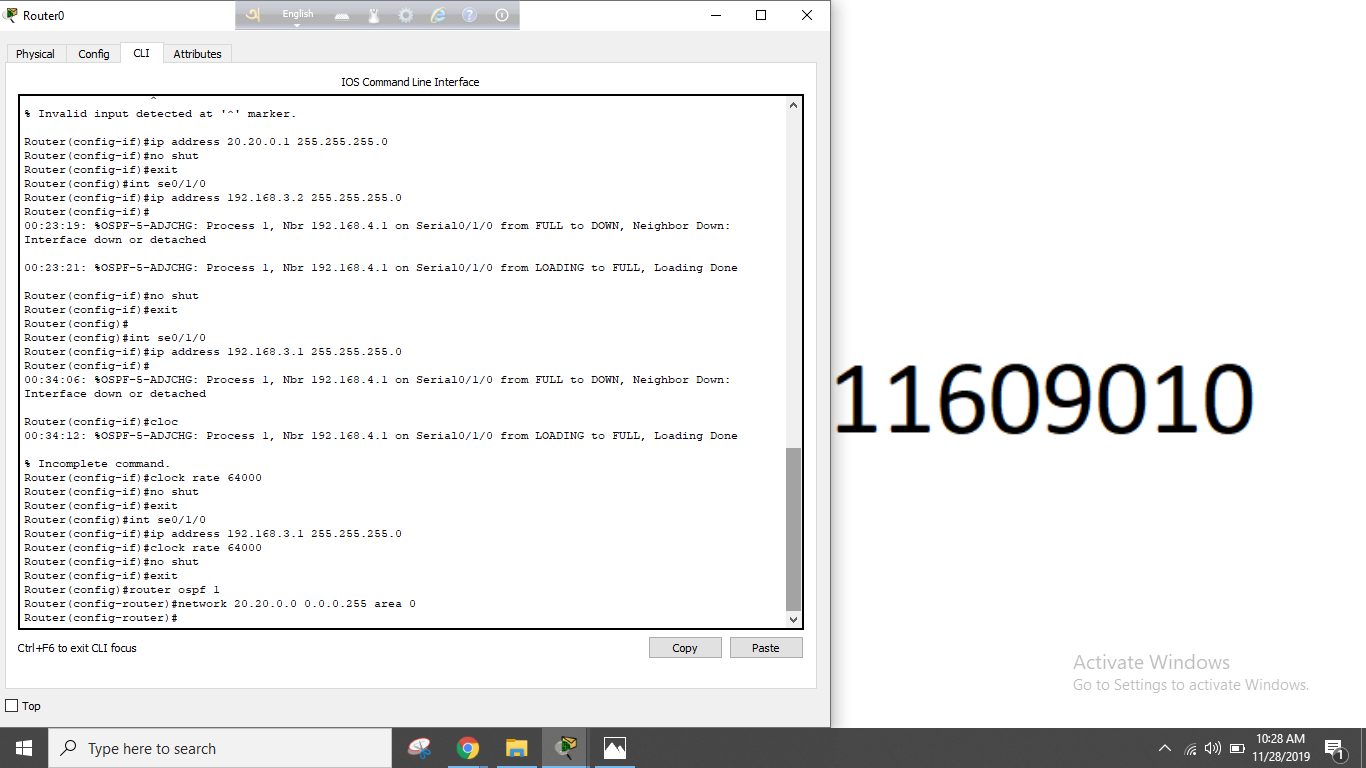 Router0
অ
English
Physical
Config
CLI
Attributes
IOS Command Line Interface
^
% Invalid input detected at '^' marker.
Router(config-if)#ip address 20.20.0.1 255.255.255.0
Router(config-if)#no shut
Router(config-if)#exit
Router(config)#int se0/1/0
Router(config-if)#ip address 192.168.3.2 255.255.255.0
Router(config-if)#
00:23:19: %OSPF-5-ADJCHG: Process 1, Nbr 192.168.4.1 on Serial0/1/0 from FULL to DOWN, Neighbor Down:
Interface down or detached
00:23:21: %OSPF-5-ADJCHG: Process 1, Nbr 192.168.4.1 on Serial0/1/0 from LOADING to FULL, Loading Done
Router(config-if)#no shut
Router(config-if)#exit
Router(config)#
Router(config)#int se0/1/0
Router(config-if)#ip address 192.168.3.1 255.255.255.0
Router(config-if)#
00:34:06: %OSPF-5-ADJCHG: Process 1, Nbr 192.168.4.1 on Serial0/1/0 from FULL to DOWN, Neighbor Down:
Interface down or detached
Router(config-if)#cloc
00:34:12: %OSPF-5-ADJCHG: Process 1, Nbr 192.168.4.1 on Serial0/1/0 from LOADING to FULL, Loading Done
% Incomplete command.
Router(config-if)#clock rate 64000
Router(config-if)#no shut
Router(config-if)#exit
Router(config)#int se0/1/0
Router(config-if)#ip address 192.168.3.1 255.255.255.0
Router(config-if)#clock rate 64000
Router(config-if)#no shut
Router(config-if)#exit
Router(config)#router ospf 1
Router(config-router)#network 20.20.0.0 0.0.0.255 area 0
Router(config-router)#
Ctrl+F6 to exit CLI focus
Copy
Paste
Top
11609010
Activate Windows
Go to Settings to activate Windows.
Type here to search
10:28 AM
11/28/2019
1